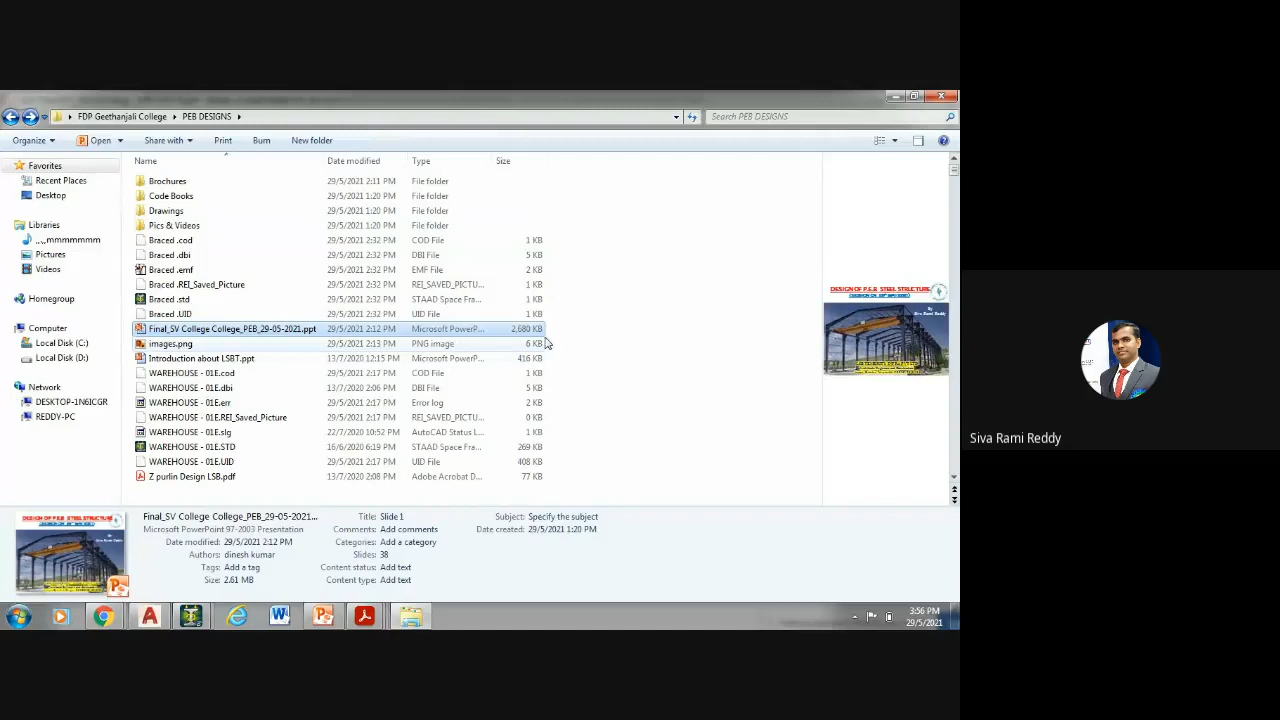 FDP Geethanjali College ▸ PEB DESIGNS ▸
Search PEB DESIGNS
Organize Open Share with Print Burn New folder
Name Date modified Type Size
Favorites
Recent Places
Desktop
Libraries
.,.,mmmmmmm
Pictures
Videos
Homegroup
Computer
Local Disk (C:)
Local Disk (D:)
Network
DESKTOP-1N6ICGR
REDDY-PC
Brochures 29/5/2021 2:11 PM File folder
Code Books 29/5/2021 1:20 PM File folder
Drawings 29/5/2021 1:20 PM File folder
Pics & Videos 29/5/2021 1:20 PM File folder
Braced .cod 29/5/2021 2:32 PM COD File 1 KB
Braced .dbi 29/5/2021 2:32 PM DBI File 5 KB
Braced .emf 29/5/2021 2:32 PM EMF File 2 KB
Braced .REI_Saved_Picture 29/5/2021 2:32 PM REI_SAVED_PICTU... 1 KB
Braced .std 29/5/2021 2:32 PM STAAD Space Fra... 1 KB
Braced .UID 29/5/2021 2:32 PM UID File 1 KB
Final_SV College College_PEB_29-05-2021.ppt 29/5/2021 2:12 PM Microsoft PowerP... 2,680 KB
images.png 29/5/2021 2:13 PM PNG image 6 KB
Introduction about LSBT.ppt 13/7/2020 12:15 PM Microsoft PowerP... 416 KB
WAREHOUSE - 01E.cod 29/5/2021 2:17 PM COD File 1 KB
WAREHOUSE - 01E.dbi 13/7/2020 2:06 PM DBI File 5 KB
WAREHOUSE - 01E.err 29/5/2021 2:17 PM Error log 2 KB
WAREHOUSE - 01E.REI_Saved_Picture 29/5/2021 2:17 PM REI_SAVED_PICTU... 0 KB
WAREHOUSE - 01E.slg 22/7/2020 10:52 PM AutoCAD Status L... 1 KB
WAREHOUSE - 01E.STD 16/6/2020 6:19 PM STAAD Space Fra... 269 KB
WAREHOUSE - 01E.UID 29/5/2021 2:17 PM UID File 408 KB
Z purlin Design LSB.pdf 13/7/2020 2:08 PM Adobe Acrobat D... 77 KB
DESIGN OF P.E.B STEEL STRUCTURE
By
Siva Rami Reddy
Final_SV College College_PEB_29-05-2021...
Microsoft PowerPoint 97-2003 Presentation
Date modified: 29/5/2021 2:12 PM
Authors: dinesh kumar
Tags: Add a tag
Size: 2.61 MB
Title: Slide 1
Comments: Add comments
Categories: Add a category
Slides: 38
Content status: Add text
Content type: Add text
Subject: Specify the subject
Date created: 29/5/2021 1:20 PM
3:56 PM
29/5/2021
Siva Rami Reddy